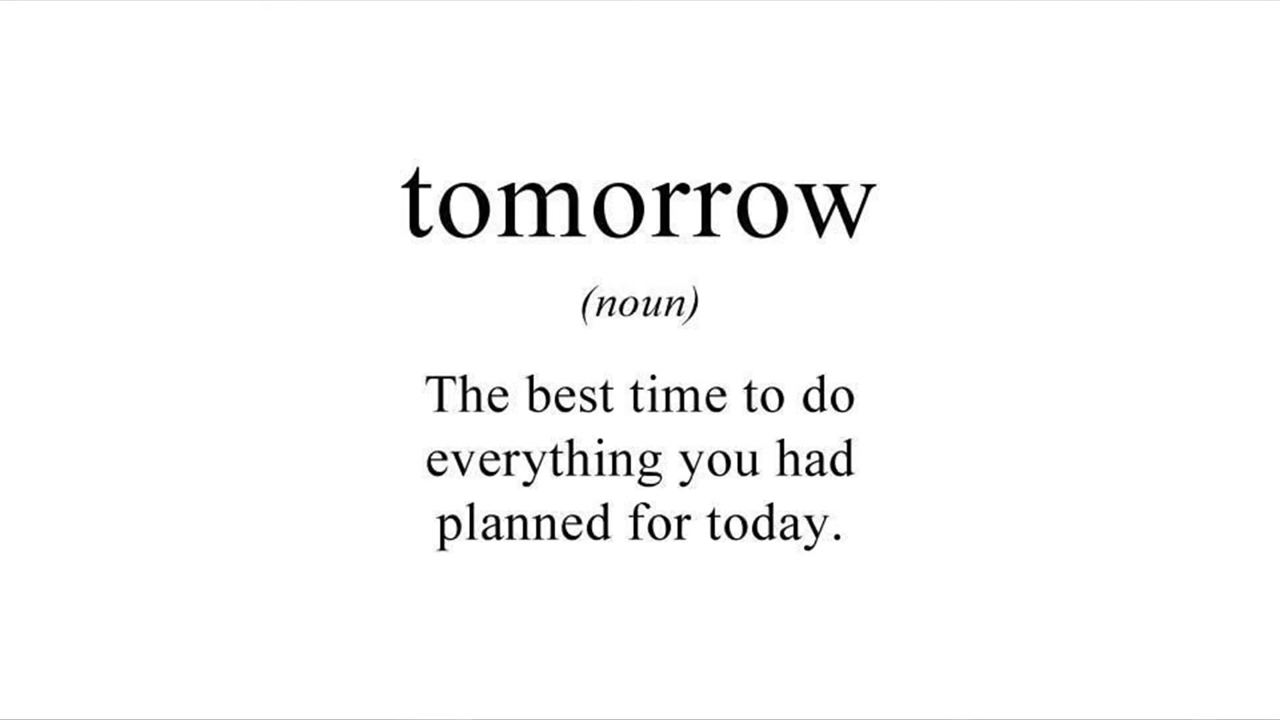 tomorrow
(noun)
The best time to do
everything you had
planned for today.